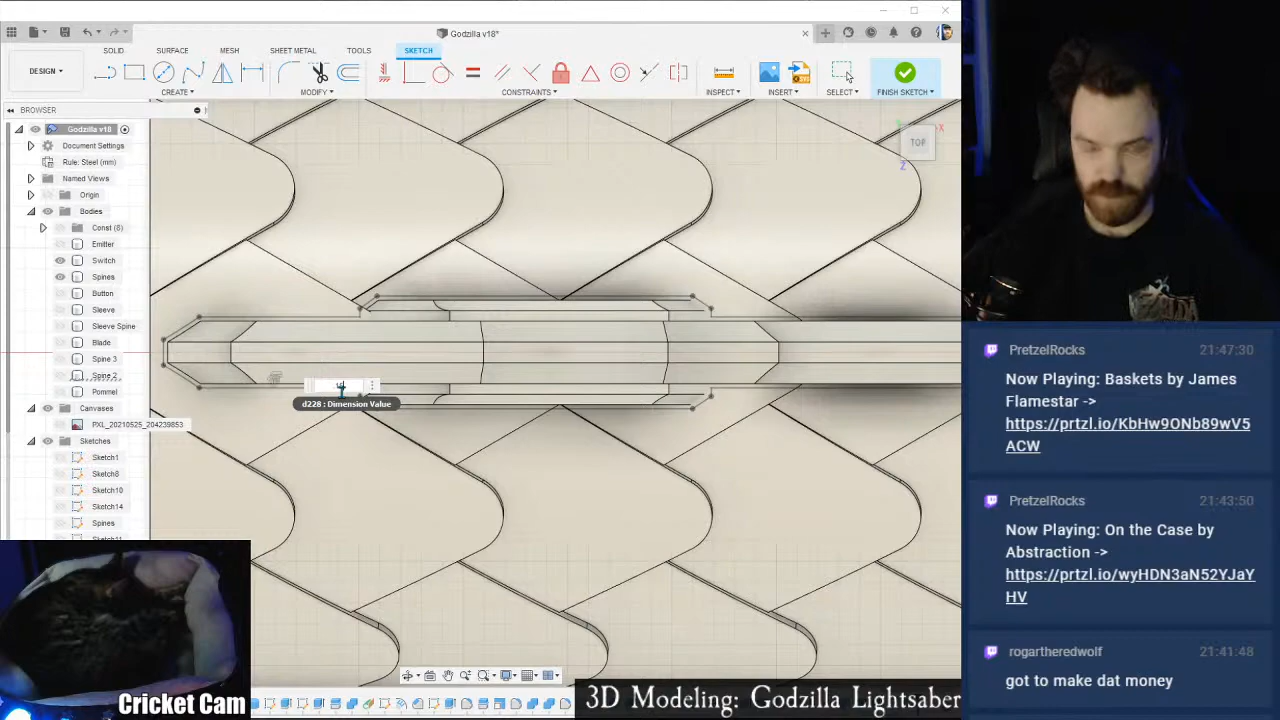 Godzilla v18*
SOLID SURFACE MESH SHEET METAL TOOLS SKETCH
DESIGN
CREATE MODIFY CONSTRAINTS INSPECT INSERT SELECT FINISH SKETCH
BROWSER
Godzilla v18
Document Settings
Rule: Steel (mm)
Named Views
Origin
Bodies
Const (8)
Emitter
Switch
Spines
Button
Sleeve
Sleeve Spine
Blade
Spine 3
Spine 2
Pommel
Canvases
PXL_20210525_204239853
Sketches
Sketch1
Sketch8
Sketch10
Sketch14
Spines
TOP
X
Z
d228 : Dimension Value
PretzelRocks 21:47:30
Now Playing: Baskets by James
Flamestar ->
https://prtzl.io/KbHw9ONb89wV5
ACW
PretzelRocks 21:43:50
Now Playing: On the Case by
Abstraction ->
https://prtzl.io/wyHDN3aN52YJaY
HV
rogartheredwolf 21:41:48
got to make dat money
Cricket Cam
3D Modeling: Godzilla Lightsaber